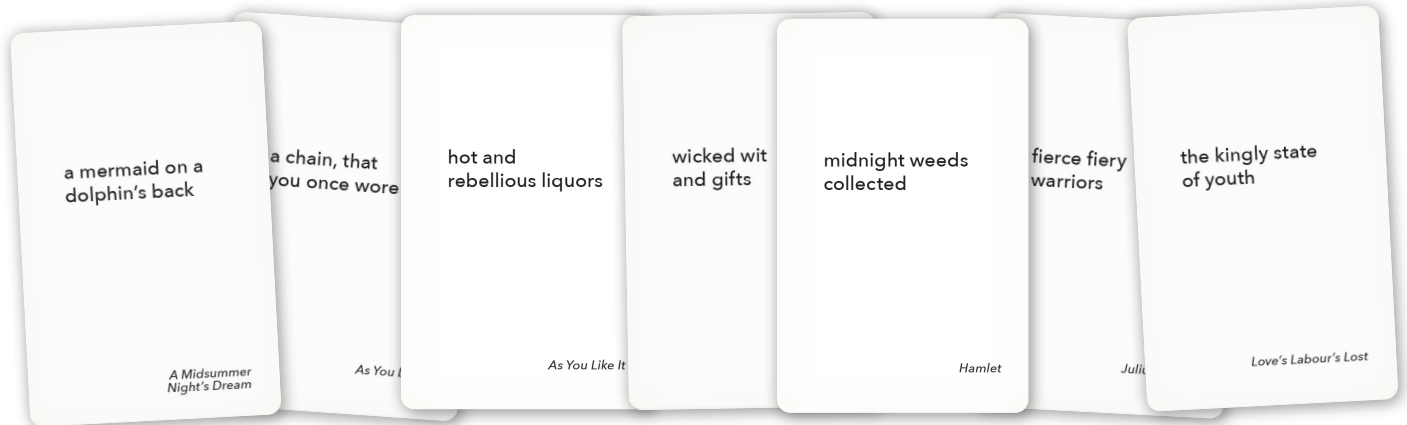 a mermaid on a
dolphin's back
A Midsummer
Night's Dream
a chain, that
you once wore
As You
hot and
rebellious liquors
As You Like It
wicked wit
and gifts
midnight weeds
collected
Hamlet
fierce fiery
warriors
the kingly state
of youth
Love's Labour's Lost